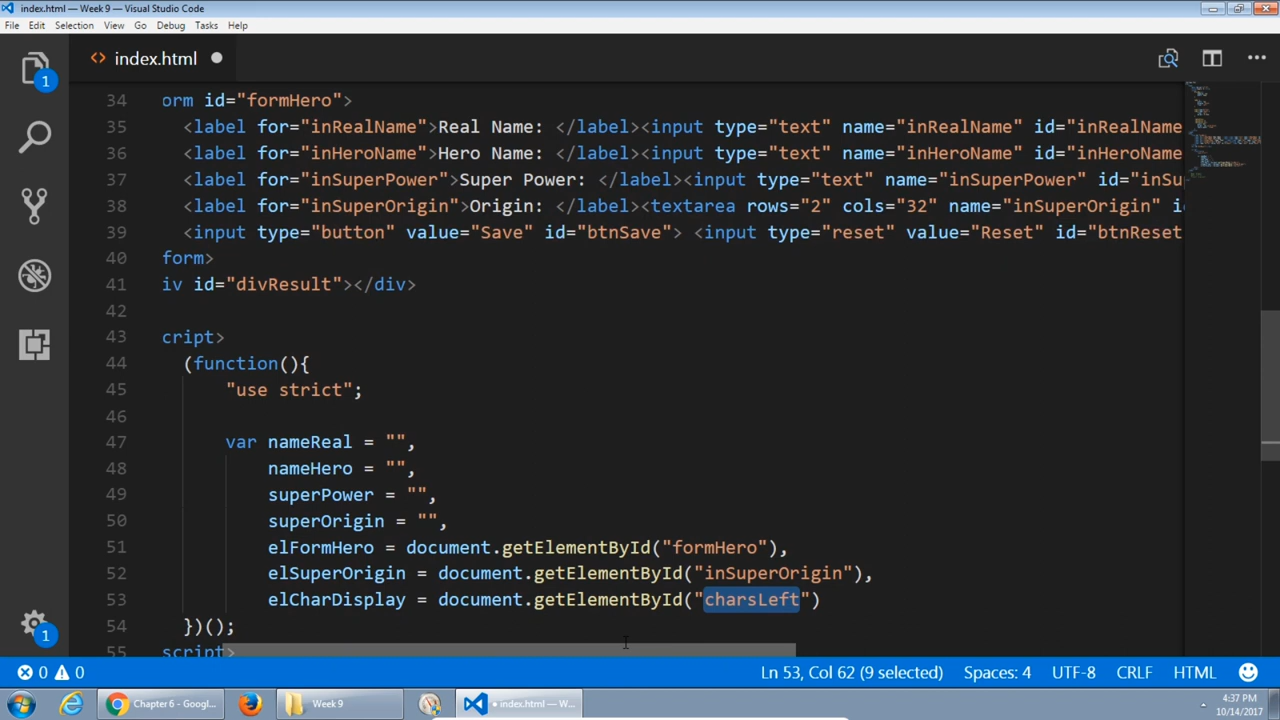 index.html — Week 9 — Visual Studio Code
File Edit Selection View Go Debug Tasks Help
1
<> index.html
34 orm id="formHero">
35 <label for="inRealName">Real Name: </label><input type="text" name="inRealName" id="inRealName
36 <label for="inHeroName">Hero Name: </label><input type="text" name="inHeroName" id="inHeroName
37 <label for="inSuperPower">Super Power: </label><input type="text" name="inSuperPower" id="inSu
38 <label for="inSuperOrigin">Origin: </label><textarea rows="2" cols="32" name="inSuperOrigin" i
39 <input type="button" value="Save" id="btnSave"> <input type="reset" value="Reset" id="btnReset
40 form>
41 iv id="divResult"></div>
42
43 cript>
44 (function(){
45 "use strict";
46
47 var nameReal = "",
48 nameHero = "",
49 superPower = "",
50 superOrigin = "",
51 elFormHero = document.getElementById("formHero"),
52 elSuperOrigin = document.getElementById("inSuperOrigin"),
53 elCharDisplay = document.getElementById("charsLeft")
54 })();
55 script>
1
0 0 Ln 53, Col 62 (9 selected) Spaces: 4 UTF-8 CRLF HTML
Chapter 6 - Googl... Week 9 index.html — W... 4:37 PM
10/14/2017